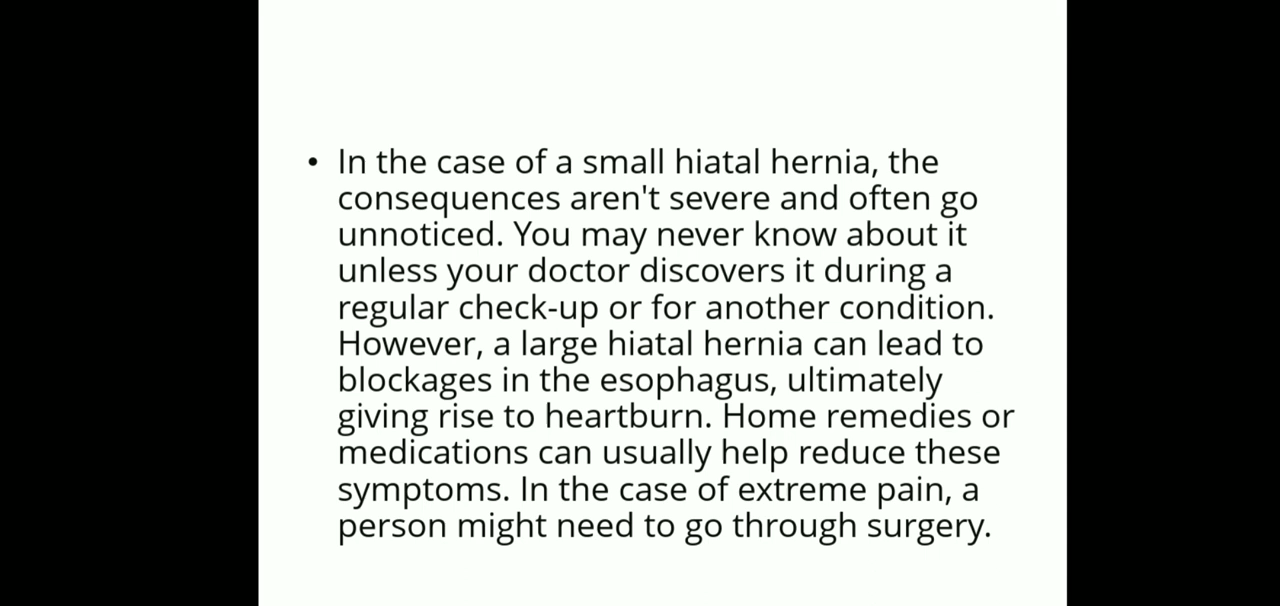 • In the case of a small hiatal hernia, the
consequences aren't severe and often go
unnoticed. You may never know about it
unless your doctor discovers it during a
regular check-up or for another condition.
However, a large hiatal hernia can lead to
blockages in the esophagus, ultimately
giving rise to heartburn. Home remedies or
medications can usually help reduce these
symptoms. In the case of extreme pain, a
person might need to go through surgery.